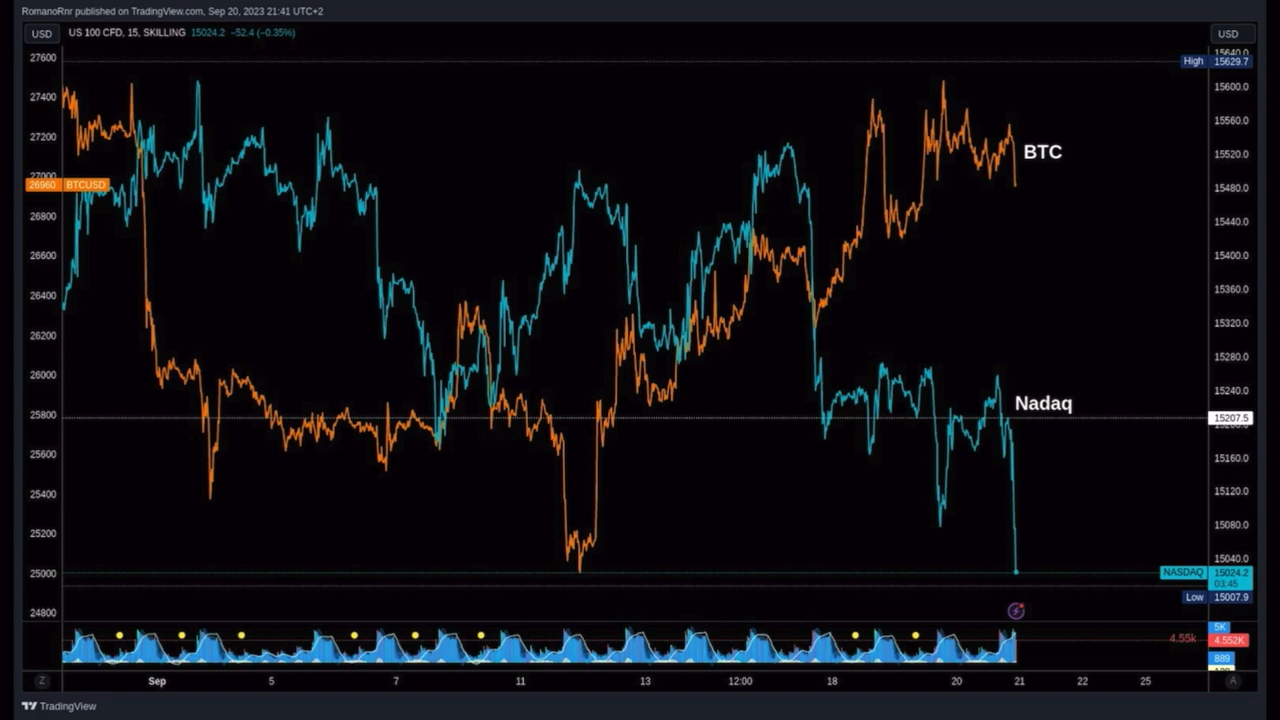 RomanoRnr published on TradingView.com, Sep 20, 2023 21:41 UTC+2
USD
US 100 CFD, 15, SKILLING 15024.2 −52.4 (−0.35%)
USD
27600
27400
27200
27000
26960 BTCUSD
26800
26600
26400
26200
26000
25800
25600
25400
25200
25000
24800
BTC
Nadaq
15640.0
High 15629.7
15600.0
15560.0
15520.0
15480.0
15440.0
15400.0
15360.0
15320.0
15280.0
15240.0
15207.5
15160.0
15120.0
15080.0
15040.0
NASDAQ 15024.2
03:45
Low 15007.9
5K
4.55k 4.552K
889
Z
Sep
5
7
11
13
12:00
18
20
21
22
25
A
TradingView